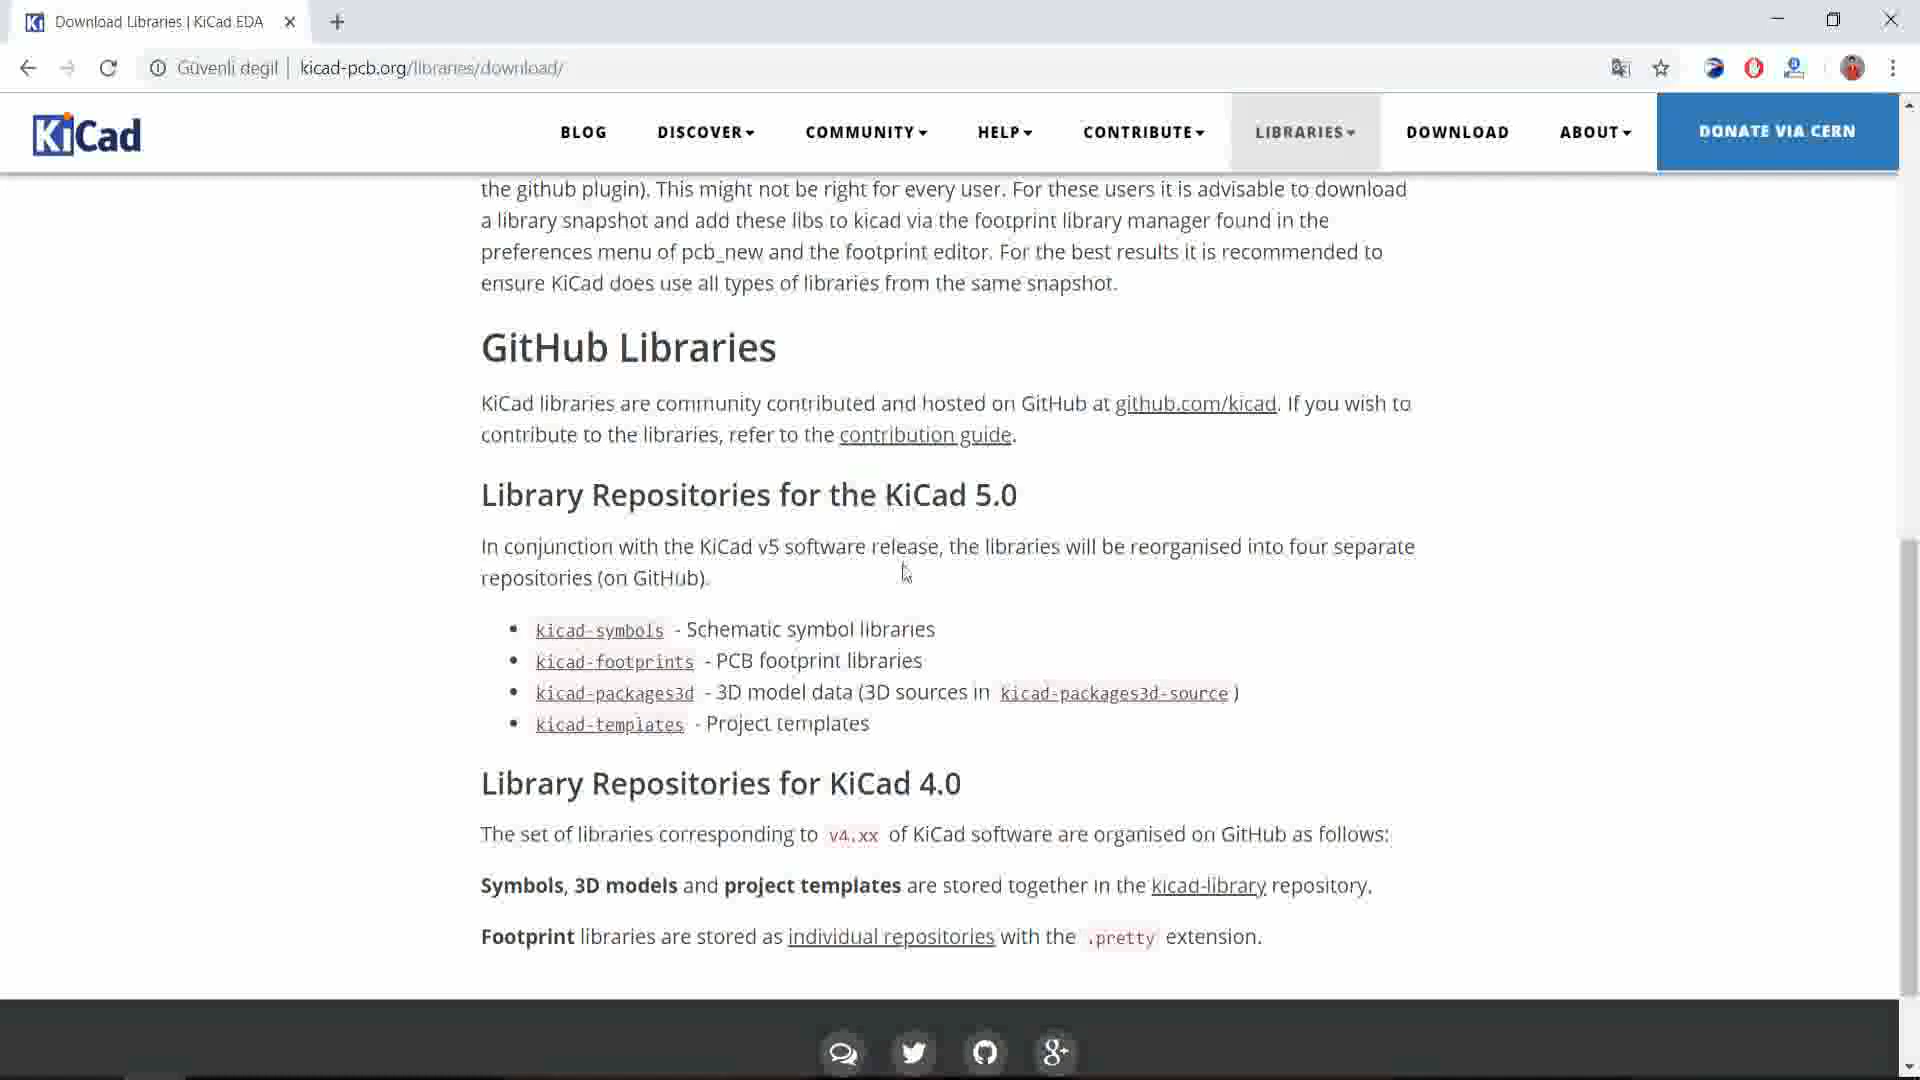 Download Libraries | KiCad EDA
Güvenli değil | kicad-pcb.org/libraries/download/
KiCad
BLOG DISCOVER COMMUNITY HELP CONTRIBUTE LIBRARIES DOWNLOAD ABOUT DONATE VIA CERN
the github plugin). This might not be right for every user. For these users it is advisable to download
a library snapshot and add these libs to kicad via the footprint library manager found in the
preferences menu of pcb_new and the footprint editor. For the best results it is recommended to
ensure KiCad does use all types of libraries from the same snapshot.
GitHub Libraries
KiCad libraries are community contributed and hosted on GitHub at github.com/kicad. If you wish to
contribute to the libraries, refer to the contribution guide.
Library Repositories for the KiCad 5.0
In conjunction with the KiCad v5 software release, the libraries will be reorganised into four separate
repositories (on GitHub).
• kicad-symbols - Schematic symbol libraries
• kicad-footprints - PCB footprint libraries
• kicad-packages3d - 3D model data (3D sources in kicad-packages3d-source )
• kicad-templates - Project templates
Library Repositories for KiCad 4.0
The set of libraries corresponding to v4.xx of KiCad software are organised on GitHub as follows:
Symbols, 3D models and project templates are stored together in the kicad-library repository.
Footprint libraries are stored as individual repositories with the .pretty extension.